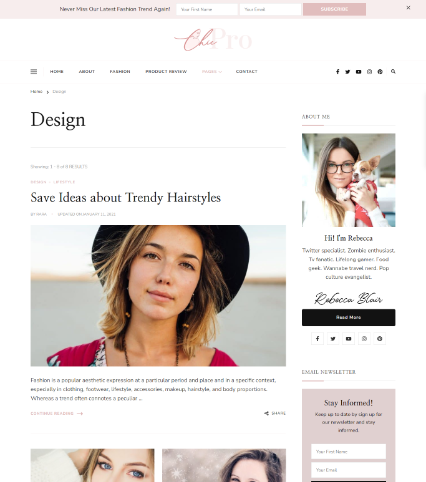 Never Miss Our Latest Fashion Trend Again!
Your First Name
Your Email
SUBSCRIBE
Chic Pro
HOME
ABOUT
FASHION
PRODUCT REVIEW
PAGES
CONTACT
Home
Design
Design
Showing: 1 - 6 of 6 RESULTS
DESIGN
LIFESTYLE
Save Ideas about Trendy Hairstyles
UPDATED ON JANUARY 11, 2022
Fashion is a popular aesthetic expression at a particular period and place and in a specific context,
especially in clothing, footwear, lifestyle, accessories, makeup, hairstyle, and body proportions.
Whereas a trend often connotes a peculiar ...
CONTINUE READING
SHARE
ABOUT ME
Hi! I'm Rebecca
Twitter specialist. Zombie enthusiast.
Tv fanatic. Lifelong gamer. Food
geek. Wannabe travel nerd. Pop
culture evangelist.
Rebecca Blair
Read More
EMAIL NEWSLETTER
Stay Informed!
Keep up to date by sign up for
our newsletter and stay
informed.
Your First Name
Your Email